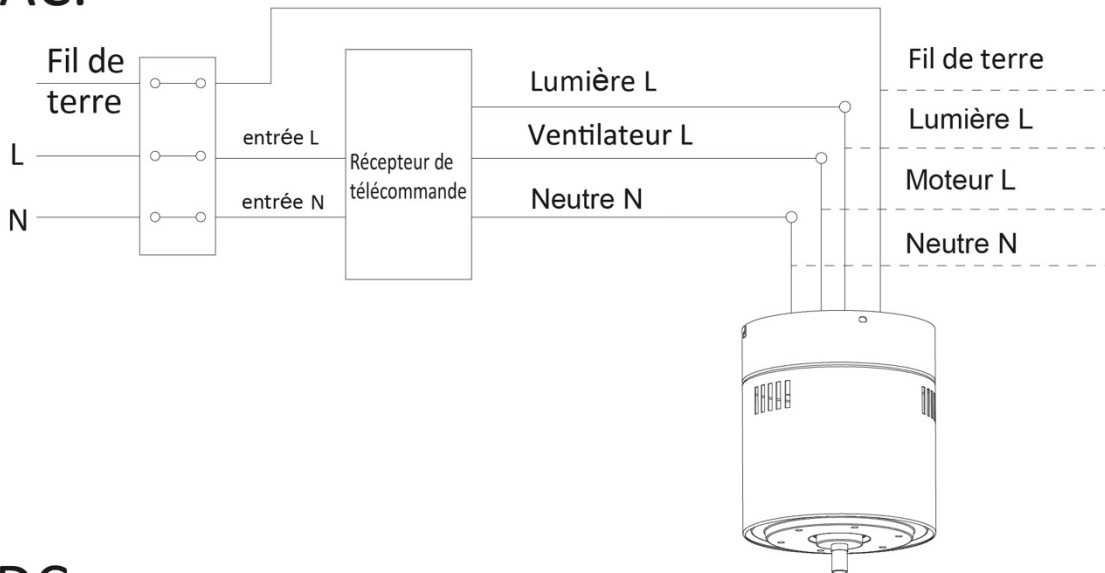 AC:
Fil de
terre
L
N
entrée L
entrée N
Récepteur de
télécommande
Lumière L
Ventilateur L
Neutre N
Fil de terre
Lumière L
Moteur L
Neutre N
DC